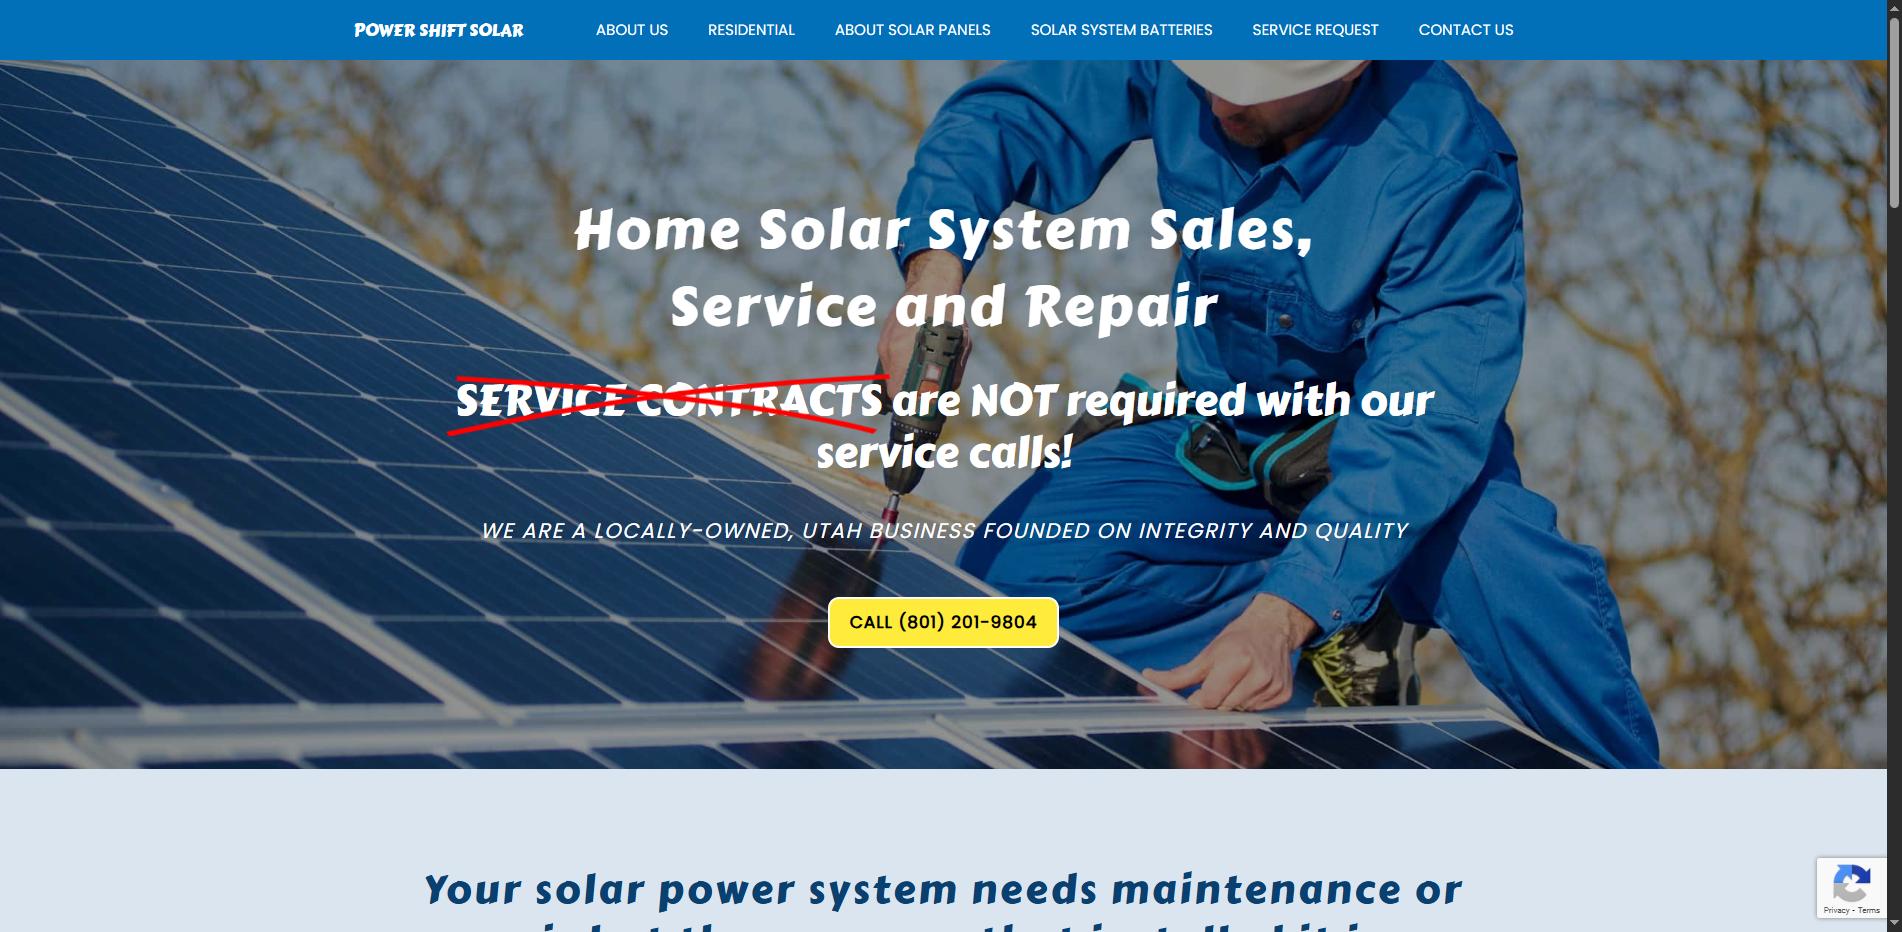 POWER SHIFT SOLAR
ABOUT US
RESIDENTIAL
ABOUT SOLAR PANELS
SOLAR SYSTEM BATTERIES
SERVICE REQUEST
CONTACT US
Home Solar System Sales,
Service and Repair
SERVICE CONTRACTS are NOT required with our
service calls!
WE ARE A LOCALLY-OWNED, UTAH BUSINESS FOUNDED ON INTEGRITY AND QUALITY
CALL (801) 201-9804
Your solar power system needs maintenance or
Privacy - Terms